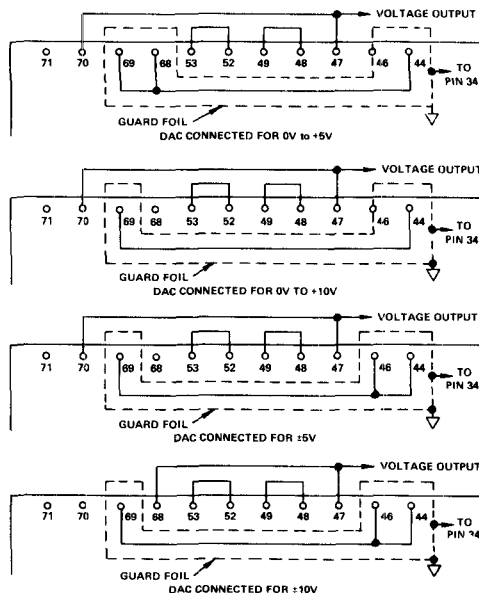 VOLTAGE OUTPUT
71 70 69 68 53 52 49 48 47 46 44
TO
PIN 34
GUARD FOIL
DAC CONNECTED FOR 0V to +5V
VOLTAGE OUTPUT
71 70 69 68 53 52 49 48 47 46 44
TO
PIN 34
GUARD FOIL
DAC CONNECTED FOR 0V TO +10V
VOLTAGE OUTPUT
71 70 69 68 53 52 49 48 47 46 44
TO
PIN 34
GUARD FOIL
DAC CONNECTED FOR ±5V
VOLTAGE OUTPUT
71 70 69 68 53 52 49 48 47 46 44
TO
PIN 34
GUARD FOIL
DAC CONNECTED FOR ±10V